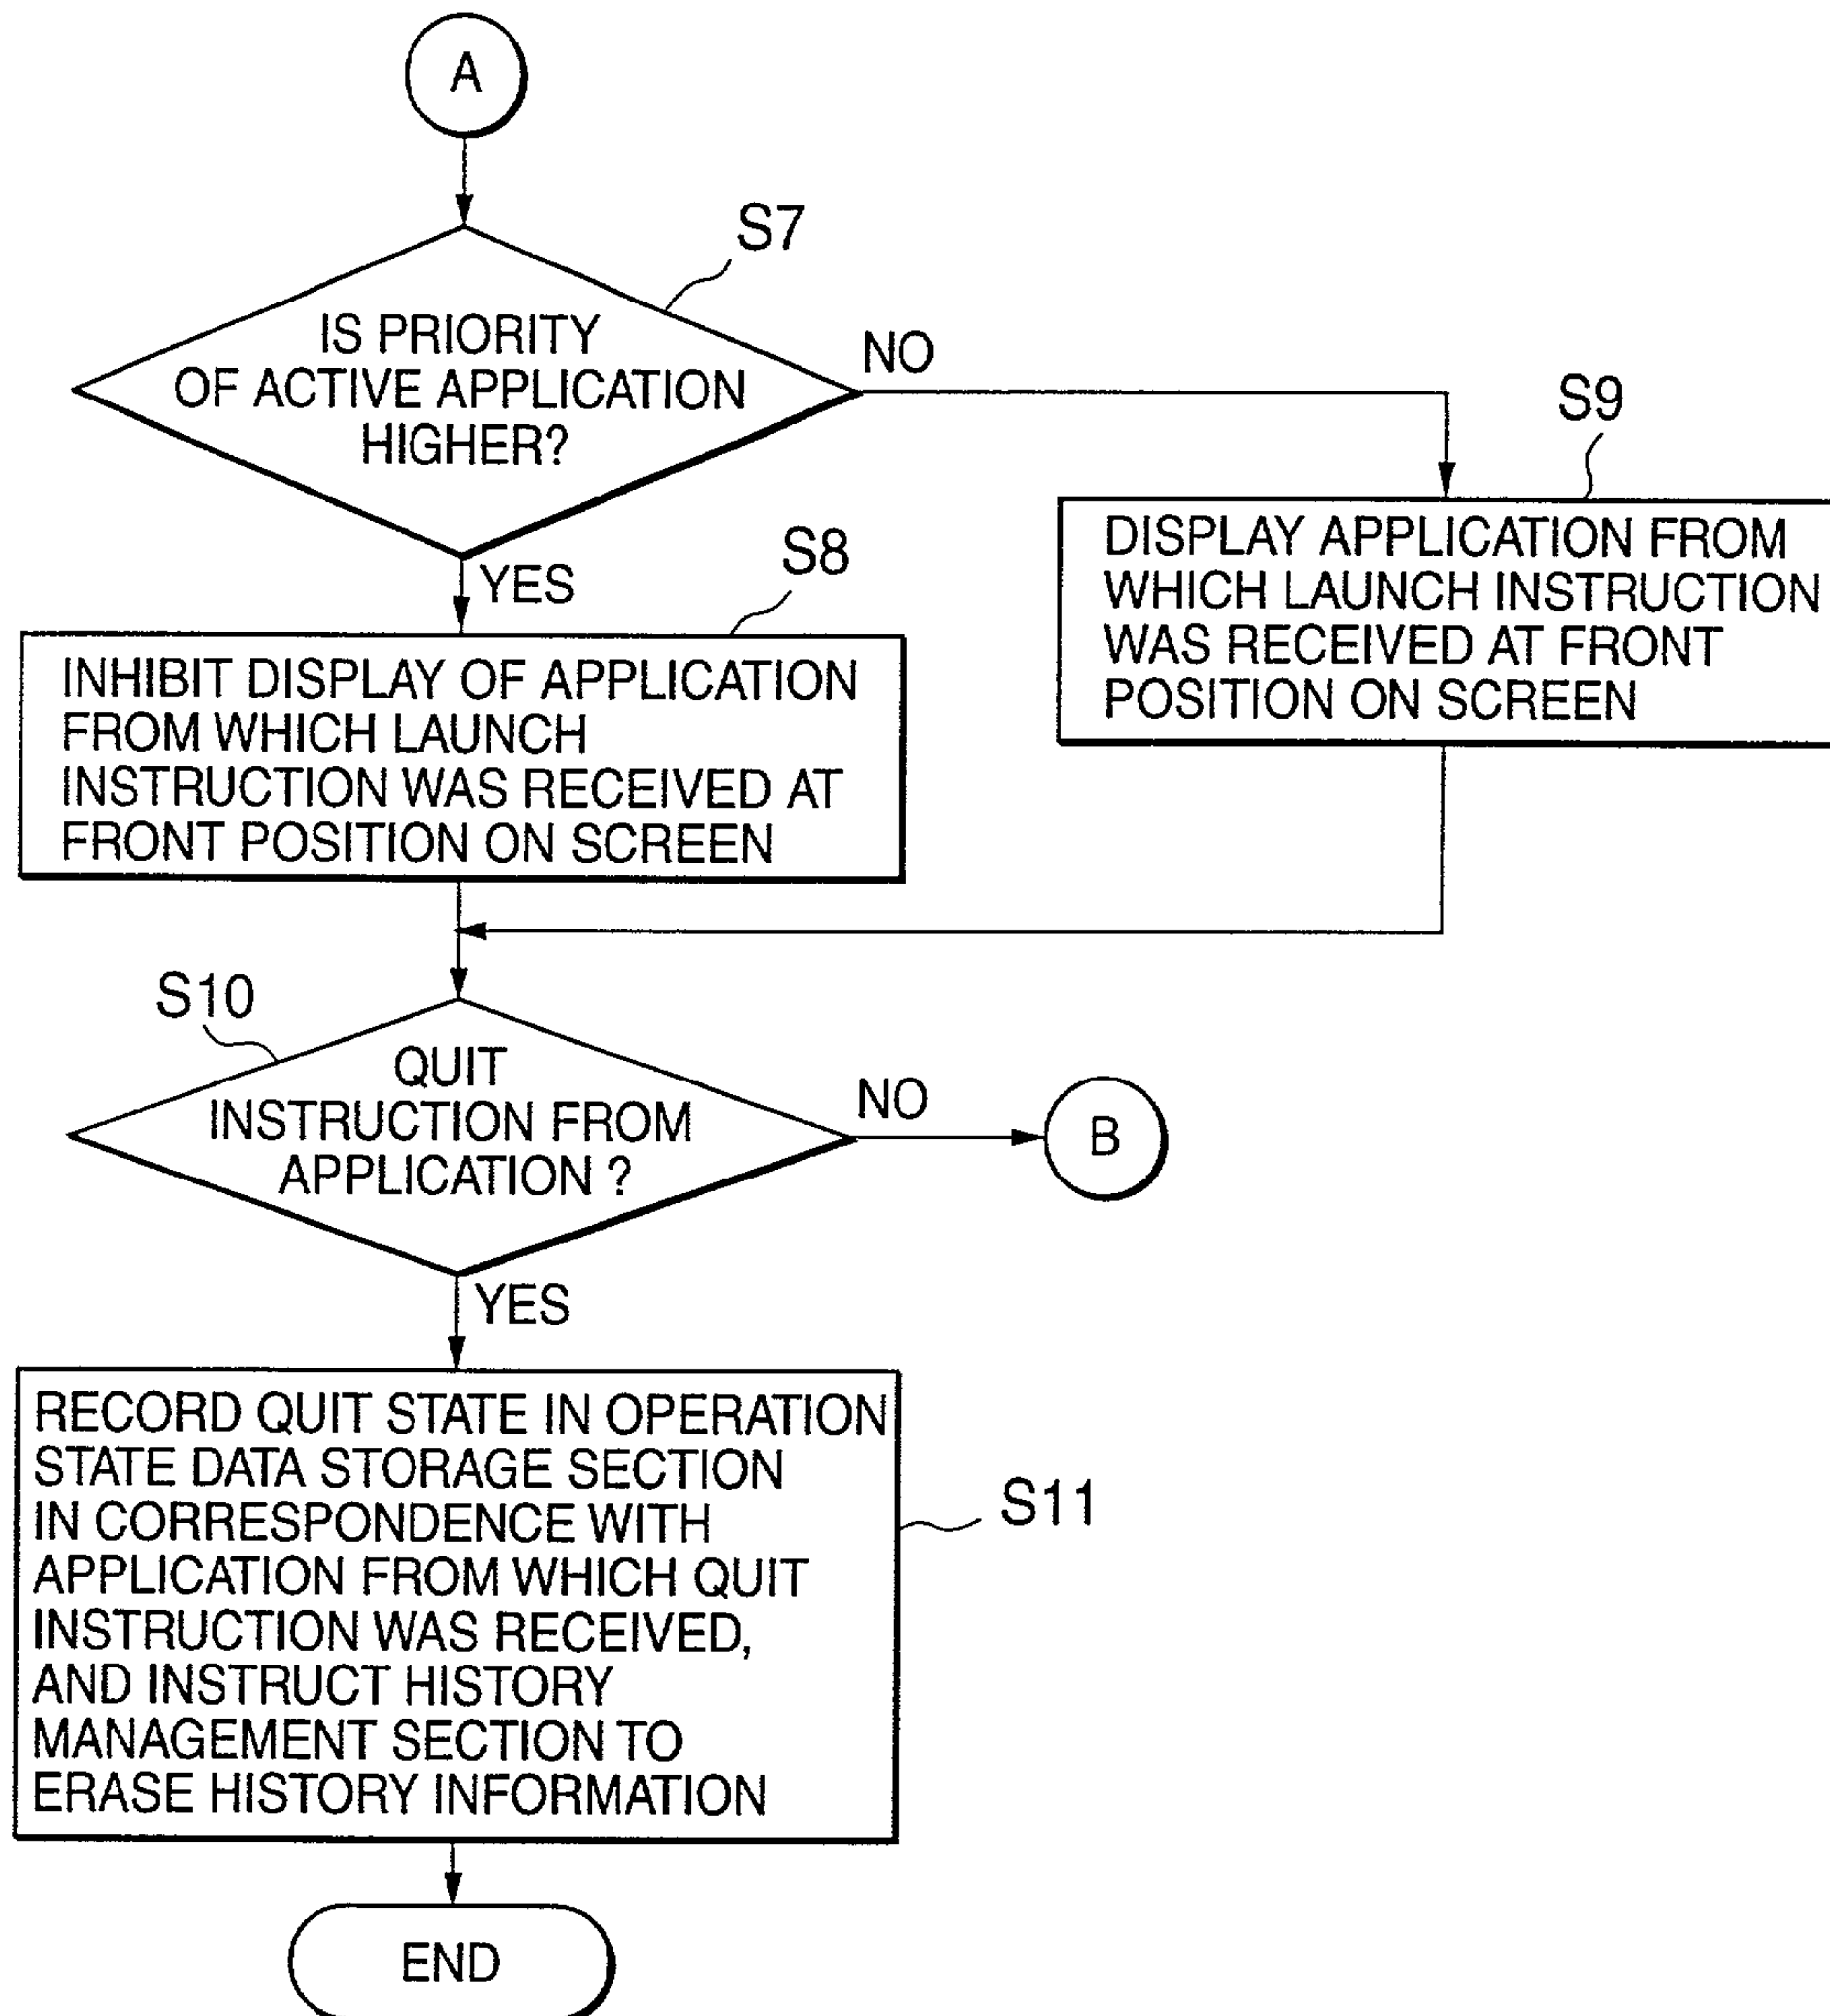 A
S7
IS PRIORITY
OF ACTIVE APPLICATION
HIGHER?
NO
YES
S8
INHIBIT DISPLAY OF APPLICATION
FROM WHICH LAUNCH
INSTRUCTION WAS RECEIVED AT
FRONT POSITION ON SCREEN
S9
DISPLAY APPLICATION FROM
WHICH LAUNCH INSTRUCTION
WAS RECEIVED AT FRONT
POSITION ON SCREEN
S10
QUIT
INSTRUCTION FROM
APPLICATION ?
NO
B
YES
RECORD QUIT STATE IN OPERATION
STATE DATA STORAGE SECTION
IN CORRESPONDENCE WITH
APPLICATION FROM WHICH QUIT
INSTRUCTION WAS RECEIVED,
AND INSTRUCT HISTORY
MANAGEMENT SECTION TO
ERASE HISTORY INFORMATION
S11
END